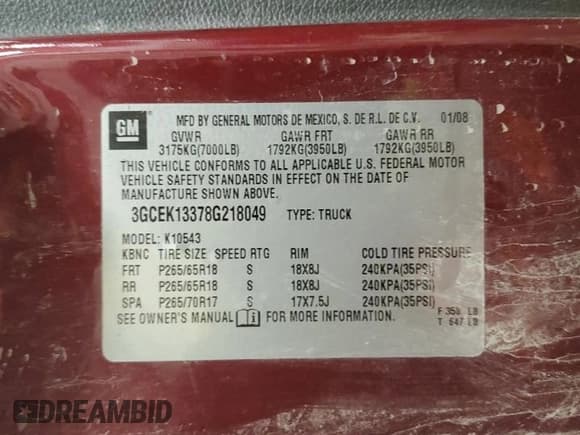 GM
MFD BY GENERAL MOTORS DE MEXICO, S. DE R.L. DE C.V. 01/08
GVWR GAWR FRT GAWR RR
3175KG(7000LB) 1792KG(3950LB) 1792KG(3950LB)
THIS VEHICLE CONFORMS TO ALL APPLICABLE U.S. FEDERAL MOTOR
VEHICLE SAFETY STANDARDS IN EFFECT ON THE DATE OF
MANUFACTURE SHOWN ABOVE.
3GCEK13378G218049 TYPE: TRUCK
MODEL: K10543
KBNC TIRE SIZE SPEED RTG RIM COLD TIRE PRESSURE
FRT P265/65R18 S 18X8J 240KPA(35PSI)
RR P265/65R18 S 18X8J 240KPA(35PSI)
SPA P265/70R17 S 17X7.5J 240KPA(35PSI)
SEE OWNER'S MANUAL FOR MORE INFORMATION.
F 350 LB
T 647 LB
DREAMBID